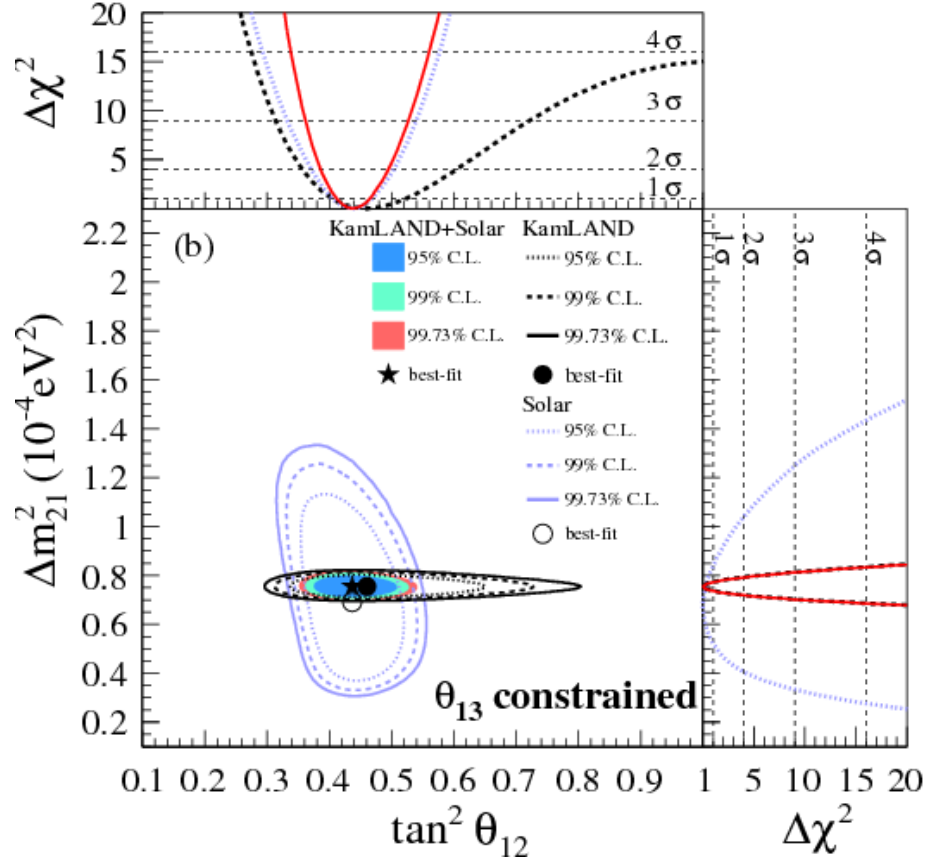 Δχ²
20
15
10
5
4σ
3σ
2σ
1σ
(b)
KamLAND+Solar
95% C.L.
99% C.L.
99.73% C.L.
best-fit
KamLAND
95% C.L.
99% C.L.
99.73% C.L.
best-fit
Solar
95% C.L.
99% C.L.
99.73% C.L.
best-fit
θ₁₃ constrained
Δm²₂₁ (10⁻⁴eV²)
2.2
2
1.8
1.6
1.4
1.2
1
0.8
0.6
0.4
0.2
1σ
2σ
3σ
4σ
0.1 0.2 0.3 0.4 0.5 0.6 0.7 0.8 0.9 1 5 10 15 20
tan² θ₁₂
Δχ²